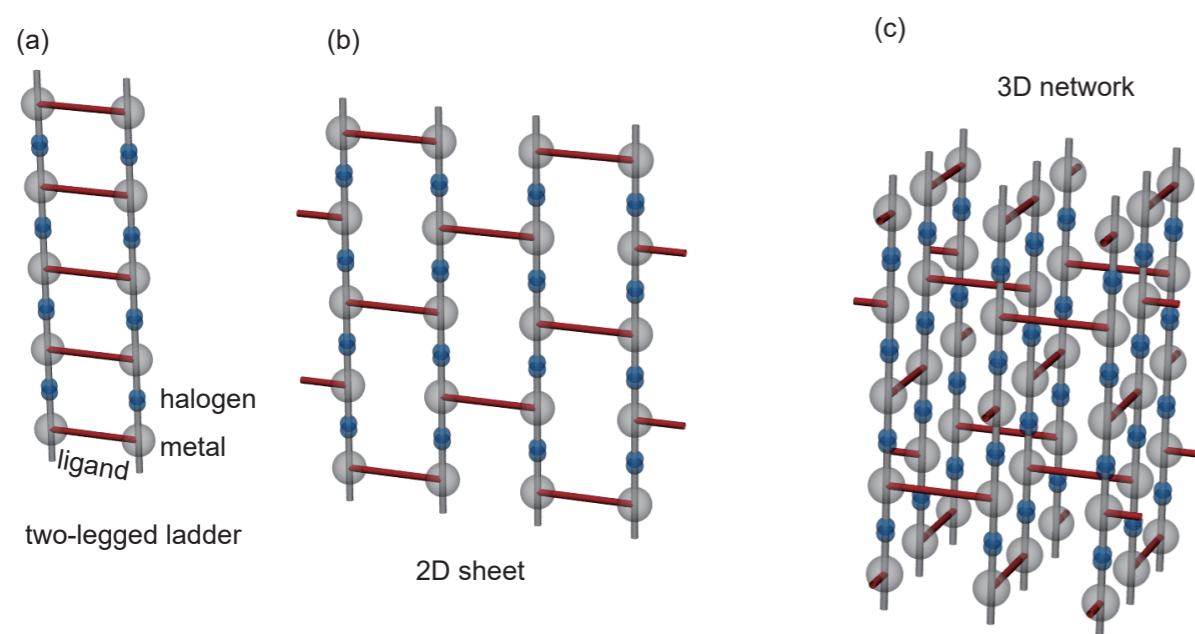 (a)
(b)
(c)
3D network
halogen
metal
ligand
two-legged ladder
2D sheet